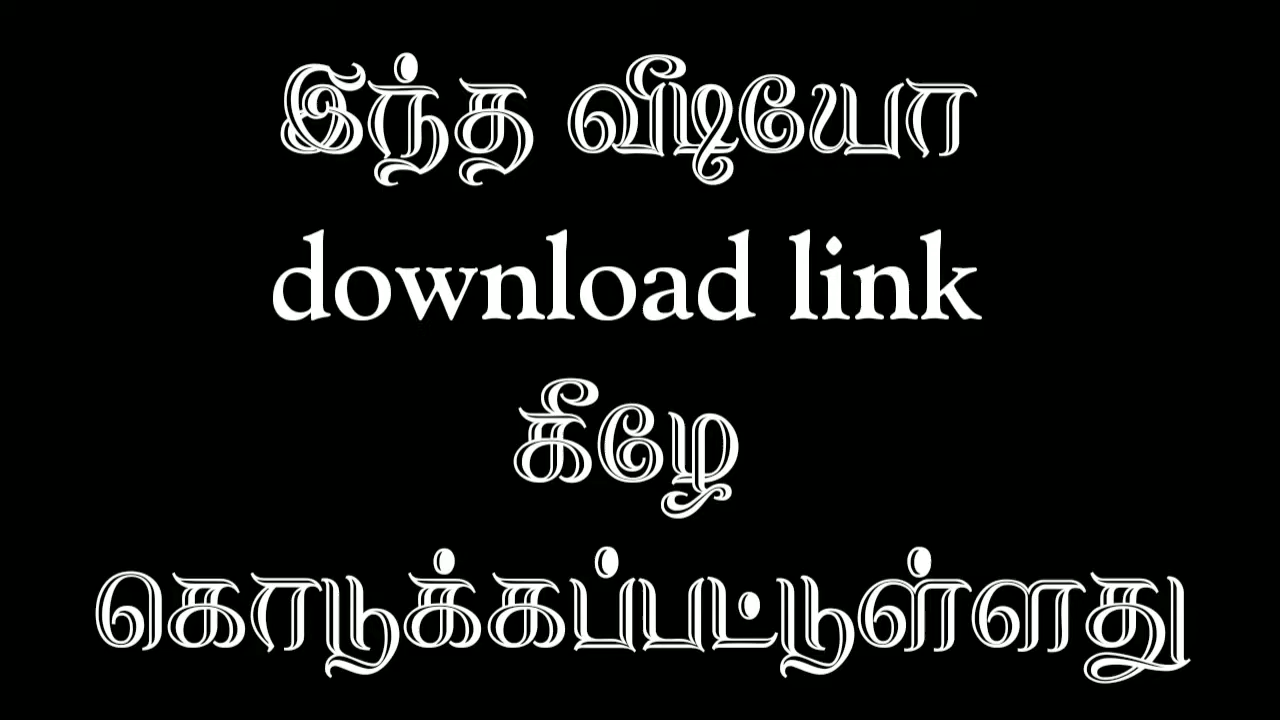 இந்த வீடியோ
download link
கீழே
கொடுக்கப்பட்டுள்ளது